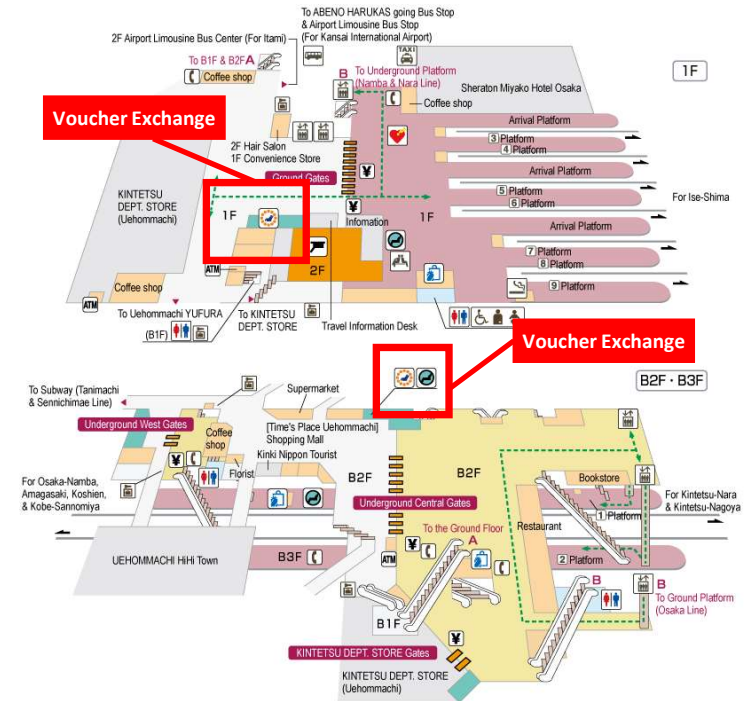 To ABENO HARUKAS going Bus Stop
& Airport Limousine Bus Stop
(For Kansai International Airport)
2F Airport Limousine Bus Center (For Itami)
TAXI
1F
To B1F & B2F A
Coffee shop
B To Underground Platform
(Namba & Nara Line)
Sheraton Miyako Hotel Osaka
Coffee shop
Voucher Exchange
Arrival Platform
3 Platform
4 Platform
2F Hair Salon
1F Convenience Store
Ground Gates
¥
Arrival Platform
KINTETSU
DEPT. STORE
(Uehommachi)
5 Platform
6 Platform
For Ise-Shima
1F
¥
Infomation
1F
Arrival Platform
7 Platform
8 Platform
ATM
2F
9 Platform
Coffee shop
ATM
To Uehommachi YUFURA
(B1F)
To KINTETSU
DEPT. STORE
Travel Information Desk
Voucher Exchange
B2F・B3F
To Subway (Tanimachi
& Sennichimae Line)
Supermarket
Underground West Gates
[Time's Place Uehommachi]
Shopping Mall
Coffee
shop
Kinki Nippon Tourist
¥
Florist
B2F
B2F
Bookstore
For Osaka-Namba,
Amagasaki, Koshien,
& Kobe-Sannomiya
Underground Central Gates
For Kintetsu-Nara
& Kintetsu-Nagoya
1 Platform
Restaurant
To the Ground Floor
A
¥
UEHOMMACHI HiHi Town
B3F
ATM
2 Platform
B
B
To Ground Platform
(Osaka Line)
B1F
¥
KINTETSU DEPT. STORE Gates
KINTETSU DEPT. STORE
(Uehommachi)